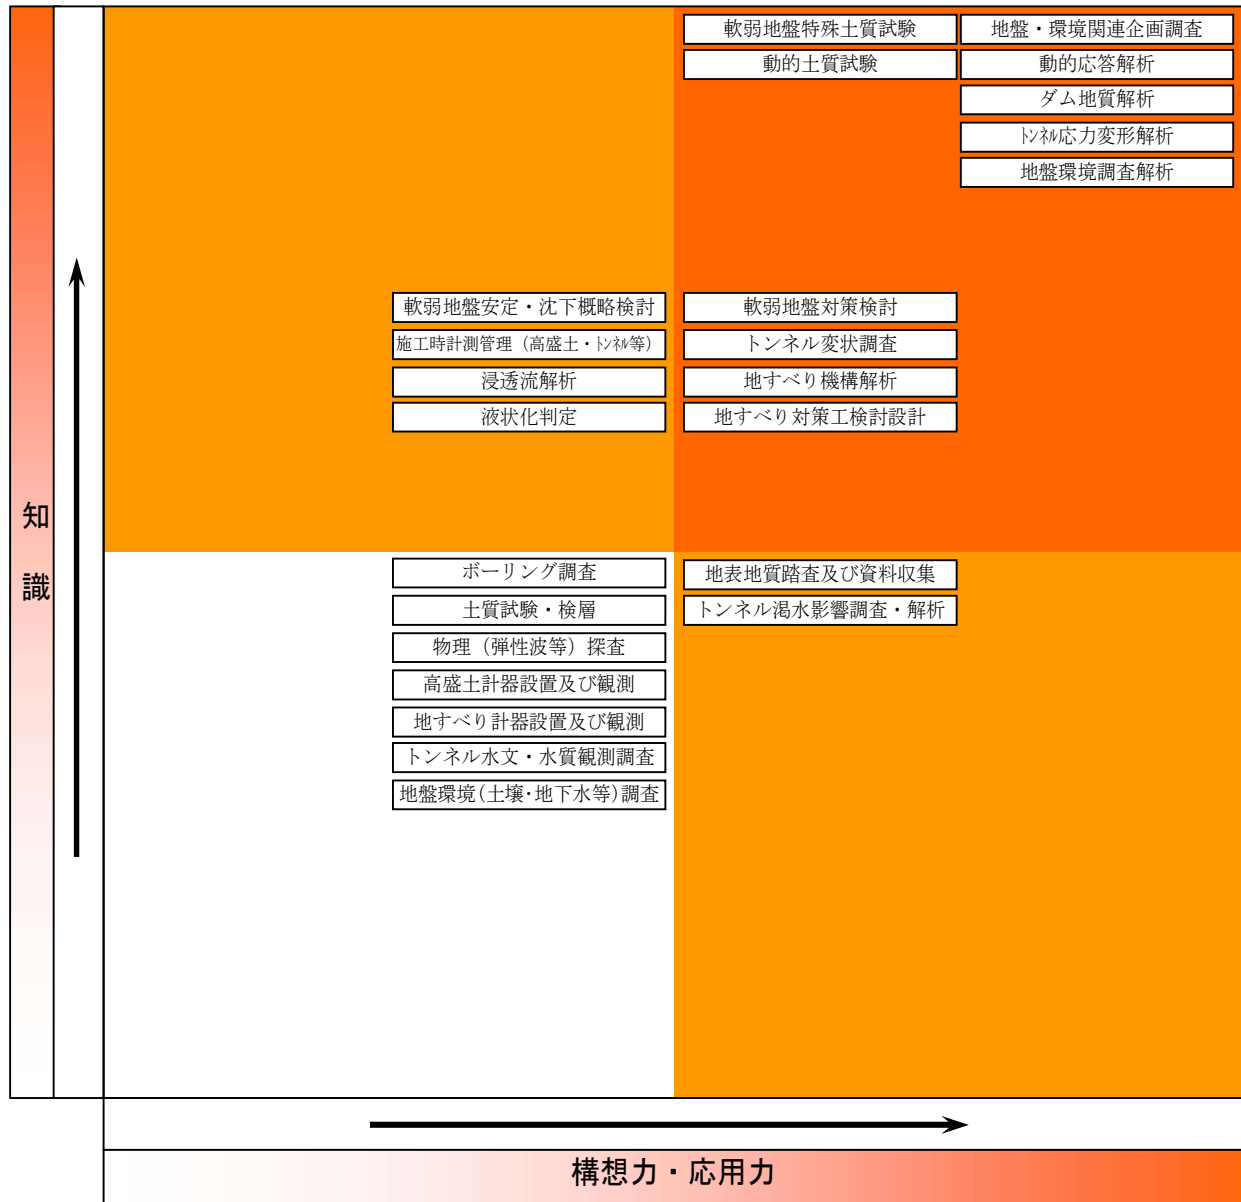 軟弱地盤特殊土質試験
地盤・環境関連企画調査
動的土質試験
動的応答解析
ダム地質解析
ﾄﾝﾈﾙ応力変形解析
地盤環境調査解析
軟弱地盤安定・沈下概略検討
軟弱地盤対策検討
施工時計測管理（高盛土・ﾄﾝﾈﾙ等）
トンネル変状調査
浸透流解析
地すべり機構解析
液状化判定
地すべり対策工検討設計
知
識
ボーリング調査
地表地質踏査及び資料収集
土質試験・検層
トンネル渇水影響調査・解析
物理（弾性波等）探査
高盛土計器設置及び観測
地すべり計器設置及び観測
トンネル水文・水質観測調査
地盤環境(土壌･地下水等)調査
構想力・応用力